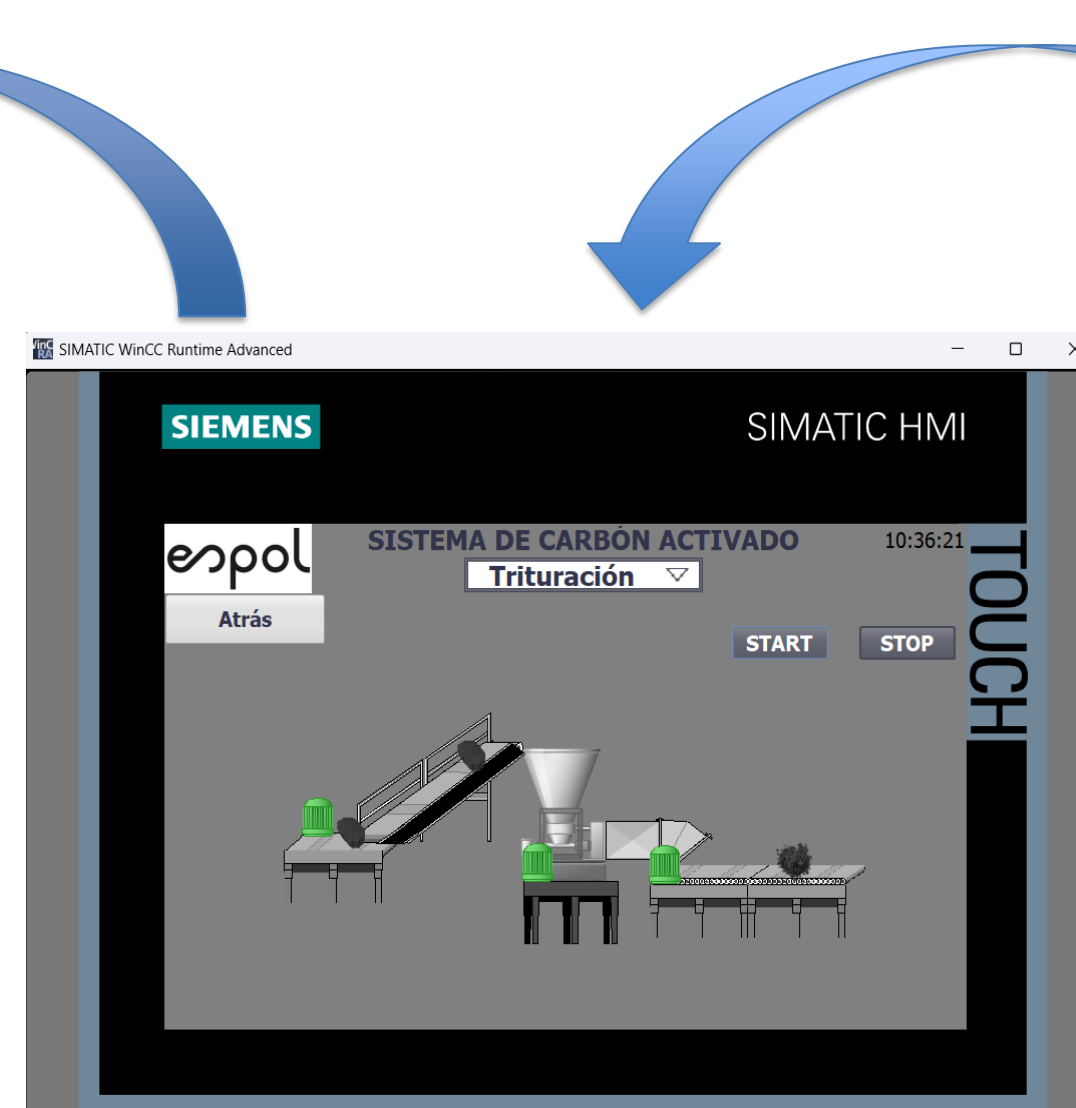 SIMATIC WinCC Runtime Advanced
SIEMENS
SIMATIC HMI
espol
SISTEMA DE CARBÓN ACTIVADO
10:36:21
Trituración
Atrás
START
STOP
TOUCH